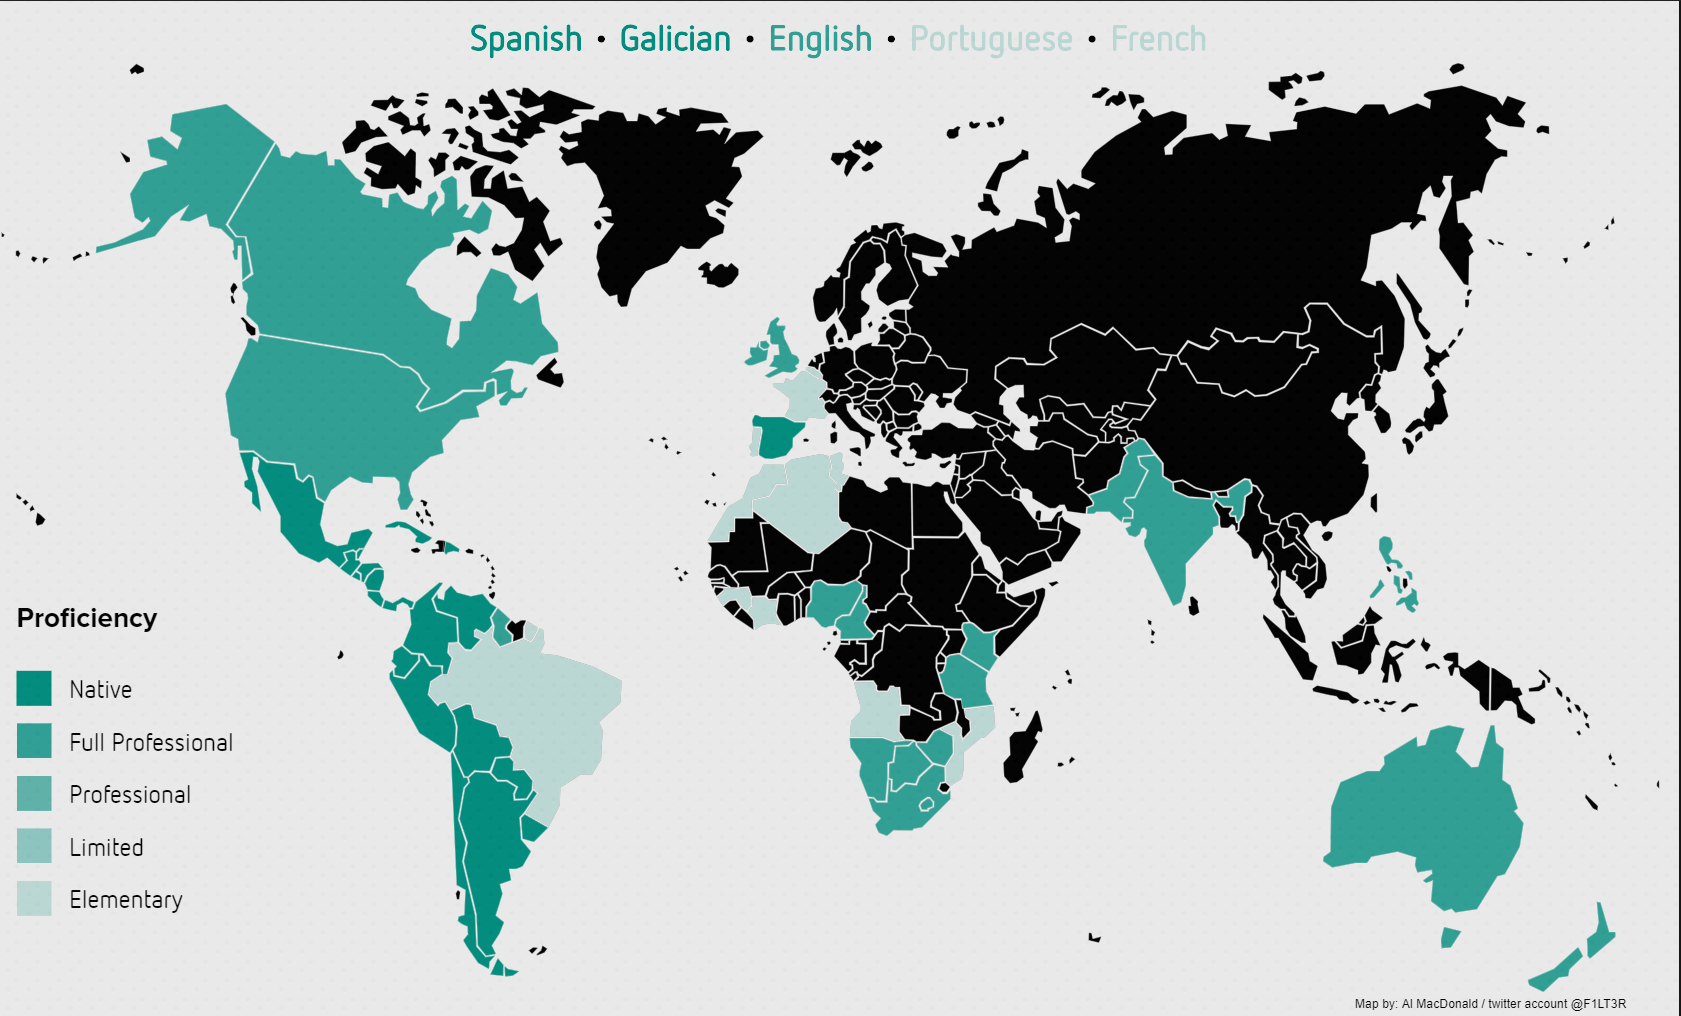 Spanish • Galician • English • Portuguese • French
Proficiency
Native
Full Professional
Professional
Limited
Elementary
Map by: Al MacDonald / twitter account @F1LT3R